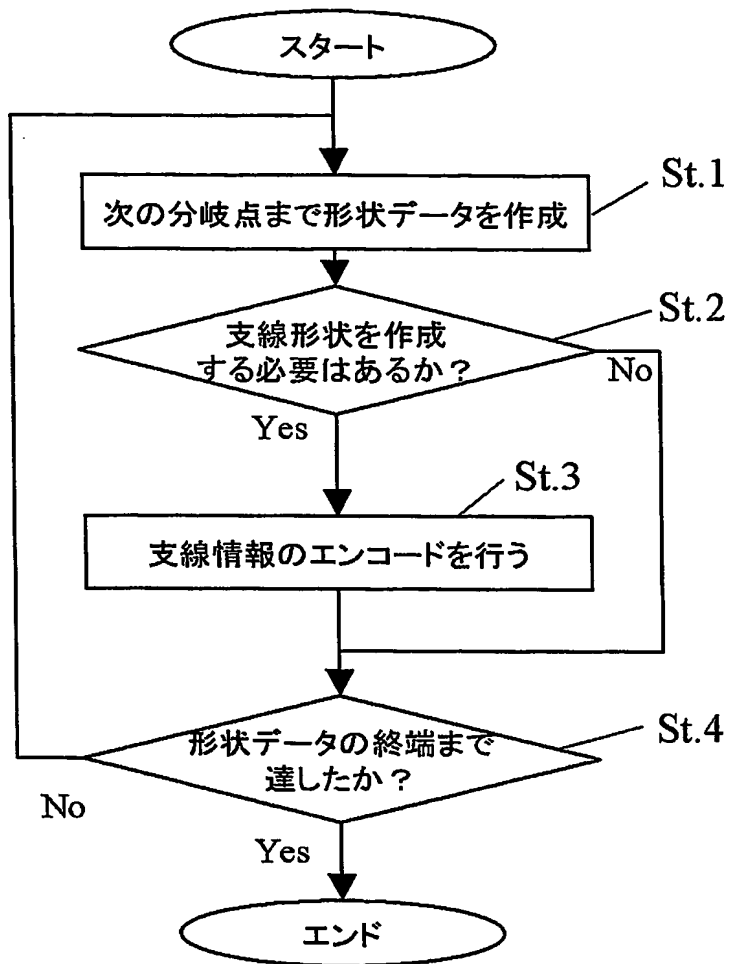 スタート
St.1
次の分岐点まで形状データを作成
St.2
支線形状を作成
する必要はあるか？
No
Yes
St.3
支線情報のエンコードを行う
St.4
形状データの終端まで
達したか？
No
Yes
エンド